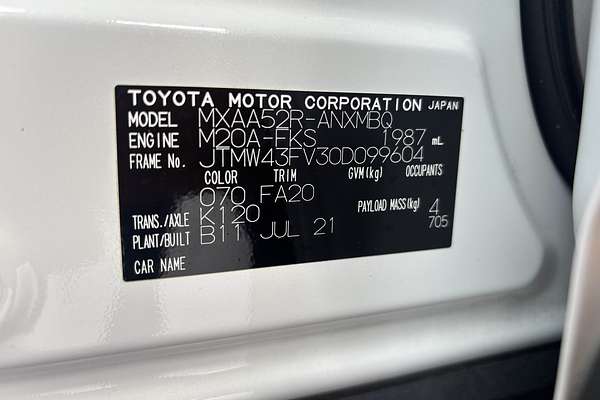 TOYOTA MOTOR CORPORATION JAPAN
MODEL MXAA52R-ANXMBQ
ENGINE M20A-FKS 1987 mL
FRAME No. JTMW43FV30D099604
COLOR TRIM GVM(kg) OCCUPANTS
070 FA20 4
TRANS./AXLE K120 PAYLOAD MASS(kg) 705
PLANT/BUILT B11 JUL 21
CAR NAME